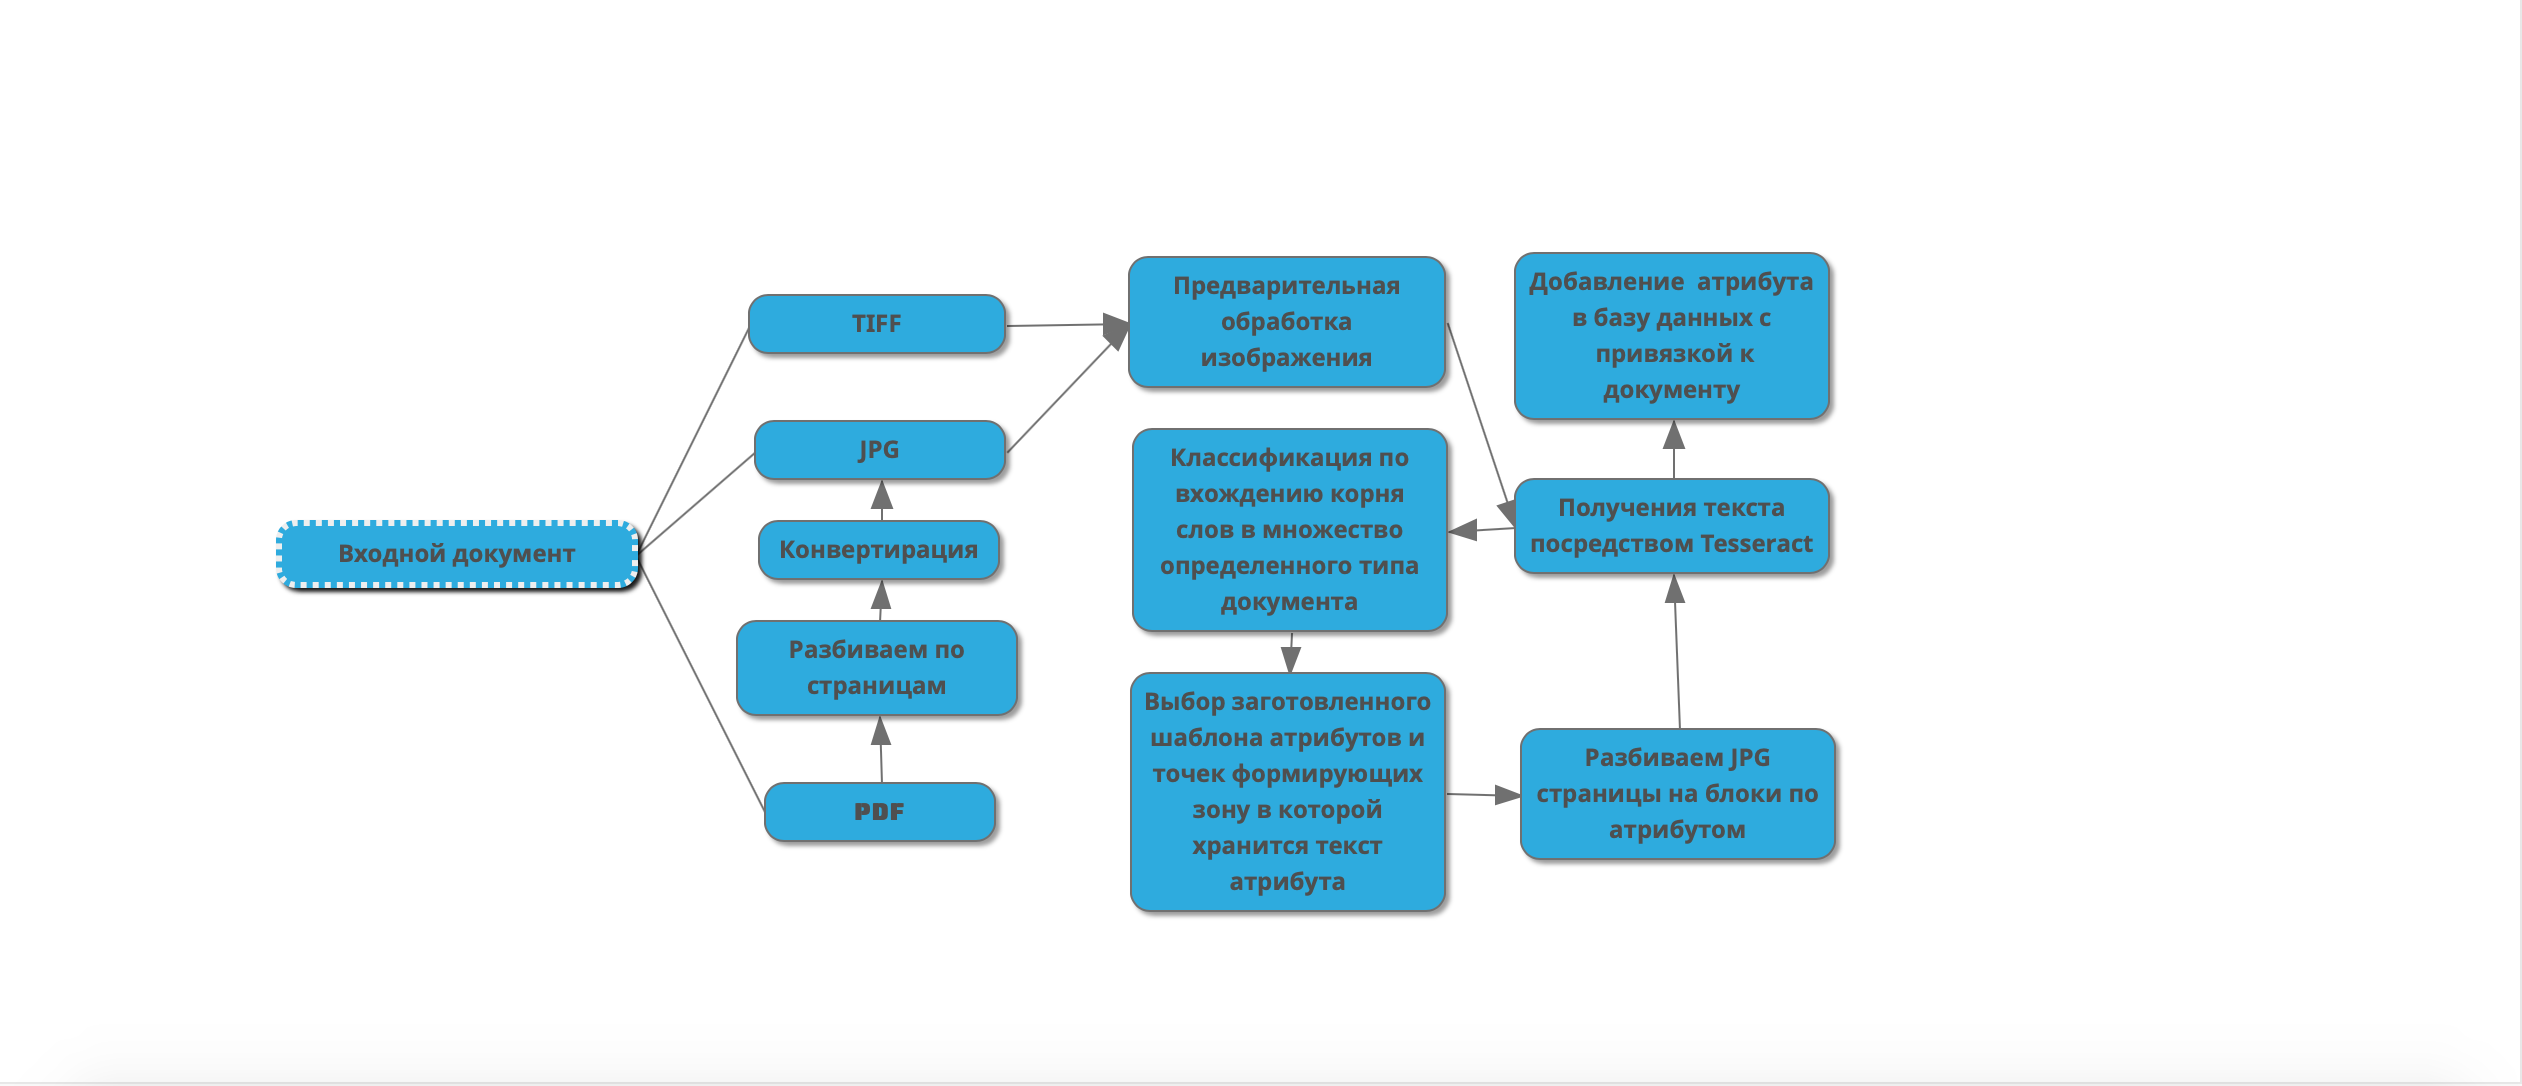 Входной документ
TIFF
JPG
Конвертирация
Разбиваем по
страницам
PDF
Предварительная
обработка
изображения
Классификация по
вхождению корня
слов в множество
определенного типа
документа
Выбор заготовленного
шаблона атрибутов и
точек формирующих
зону в которой
хранится текст
атрибута
Добавление  атрибута
в базу данных с
привязкой к
документу
Получения текста
посредством Tesseract
Разбиваем JPG
страницы на блоки по
атрибутом